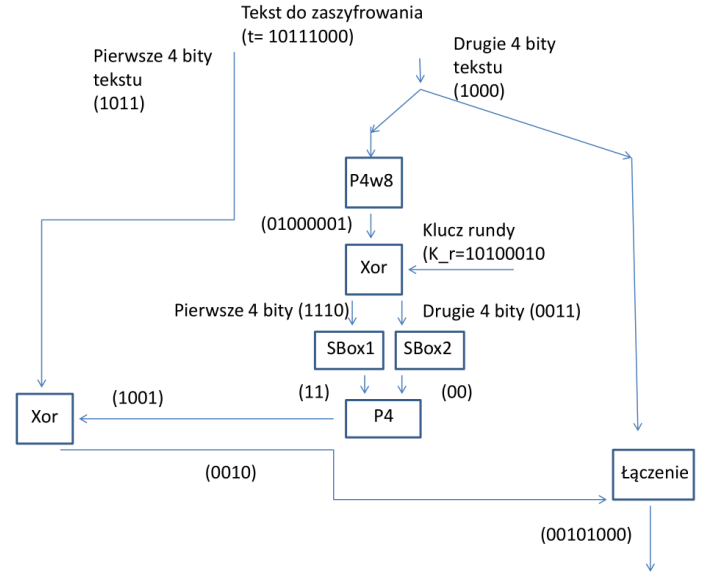 Tekst do zaszyfrowania
(t= 10111000)
Pierwsze 4 bity
tekstu
(1011)
Drugie 4 bity
tekstu
(1000)
P4w8
(01000001)
Klucz rundy
(K_r=10100010
Xor
Pierwsze 4 bity (1110)
Drugie 4 bity (0011)
SBox1
SBox2
(11)
(00)
(1001)
Xor
P4
(0010)
Łączenie
(00101000)